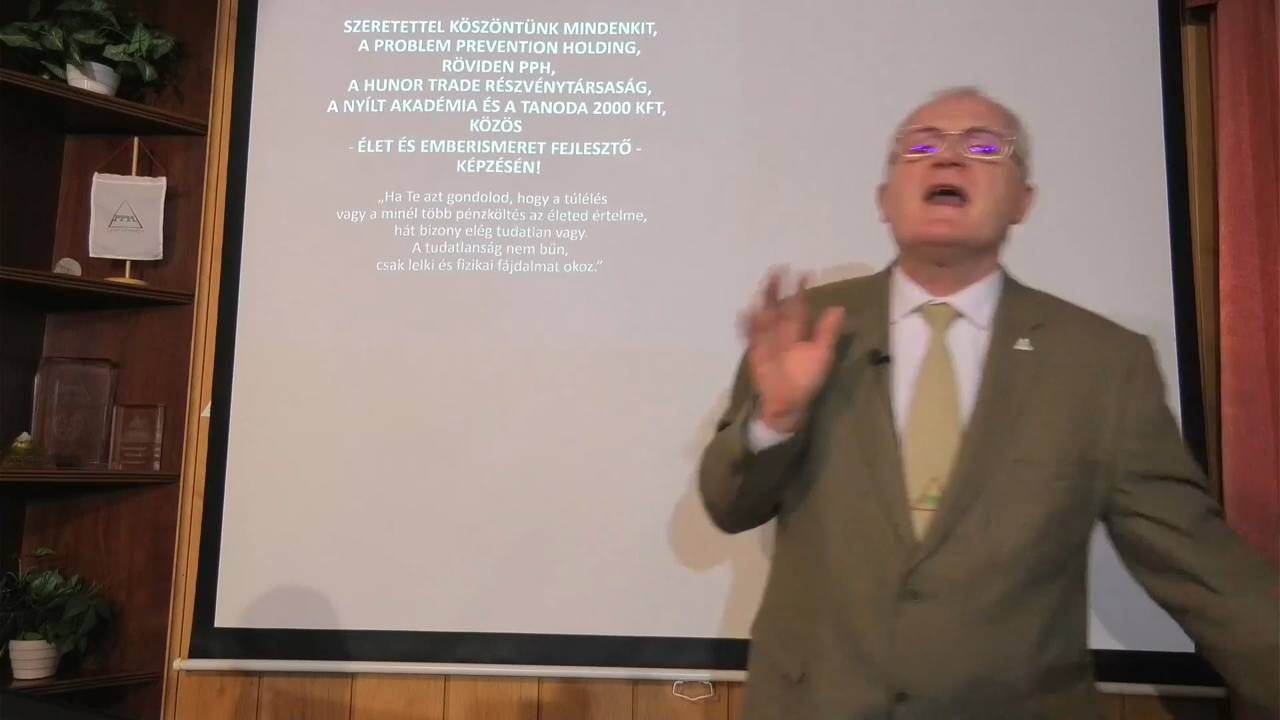 SZERETETTEL KÖSZÖNTÜNK MINDENKIT,
A PROBLEM PREVENTION HOLDING,
RÖVIDEN PPH,
A HUNOR TRADE RÉSZVÉNYTÁRSASÁG,
A NYÍLT AKADÉMIA ÉS A TANODA 2000 KFT,
KÖZÖS
- ÉLET ÉS EMBERISMERET FEJLESZTŐ -
KÉPZÉSÉN!
„Ha Te azt gondolod, hogy a túlélés
vagy a minél több pénzköltés az életed értelme,
hát bizony elég tudatlan vagy.
A tudatlanság nem bűn,
csak lelki és fizikai fájdalmat okoz.”